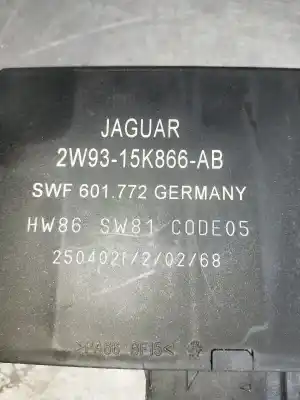 JAGUAR
2W93-15K866-AB
SWF 601.772 GERMANY
HW86 SW81 CODE05
2504021/2/02/68